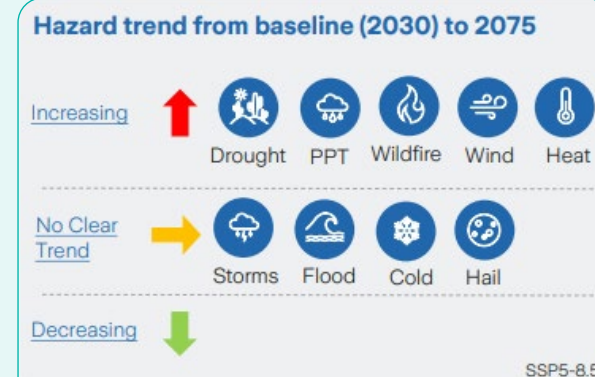 Hazard trend from baseline (2030) to 2075
Increasing
Drought PPT Wildfire Wind Heat
No Clear
Trend
Storms Flood Cold Hail
Decreasing
SSP5-8.5